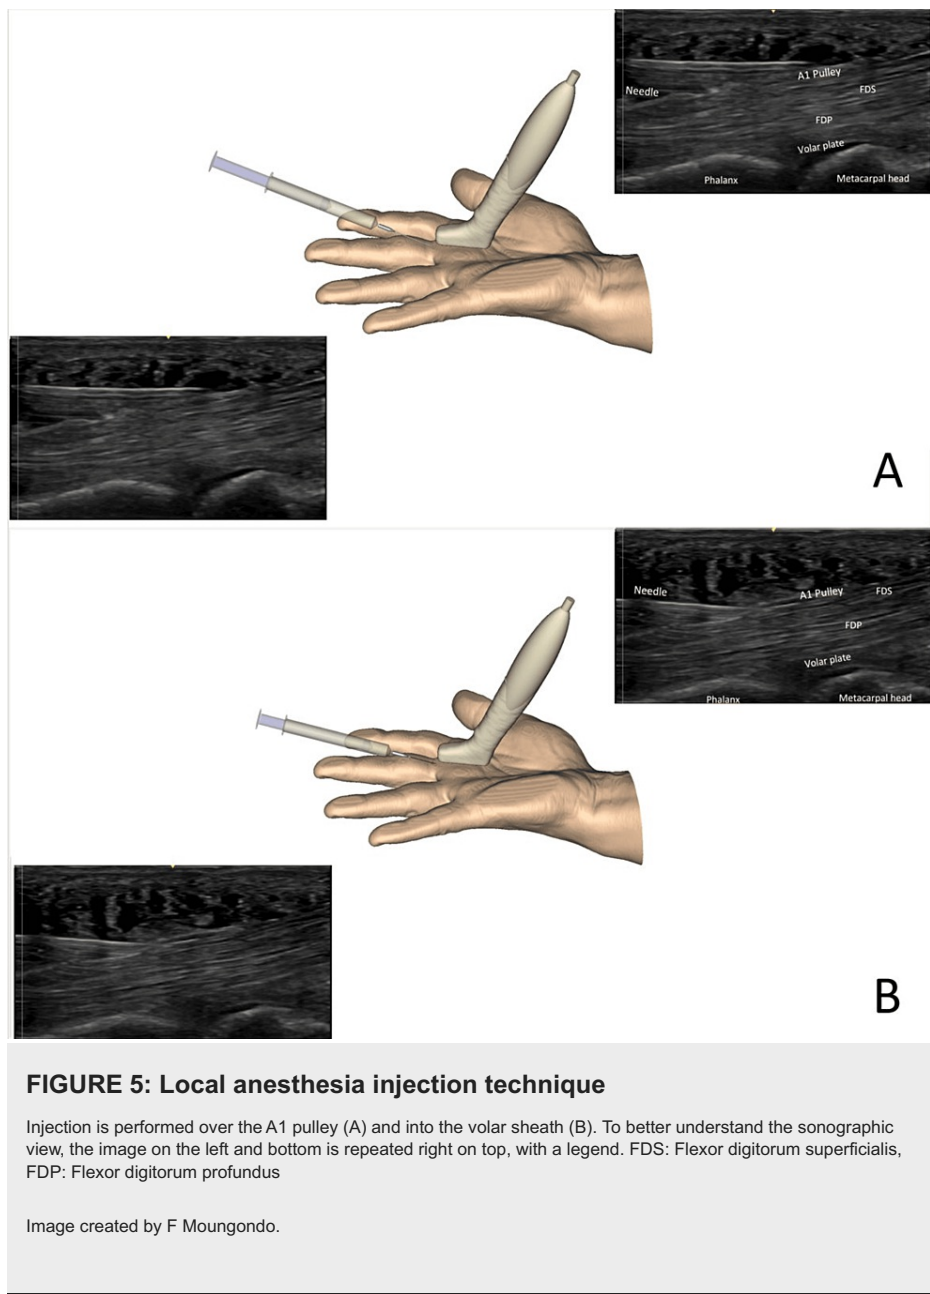 A1 Pulley
Needle
FDS
FDP
Volar plate
Phalanx
Metacarpal head
A
Needle
A1 Pulley
FDS
FDP
Volar plate
Phalanx
Metacarpal head
B
FIGURE 5: Local anesthesia injection technique
Injection is performed over the A1 pulley (A) and into the volar sheath (B). To better understand the sonographic
view, the image on the left and bottom is repeated right on top, with a legend. FDS: Flexor digitorum superficialis,
FDP: Flexor digitorum profundus
Image created by F Moungondo.